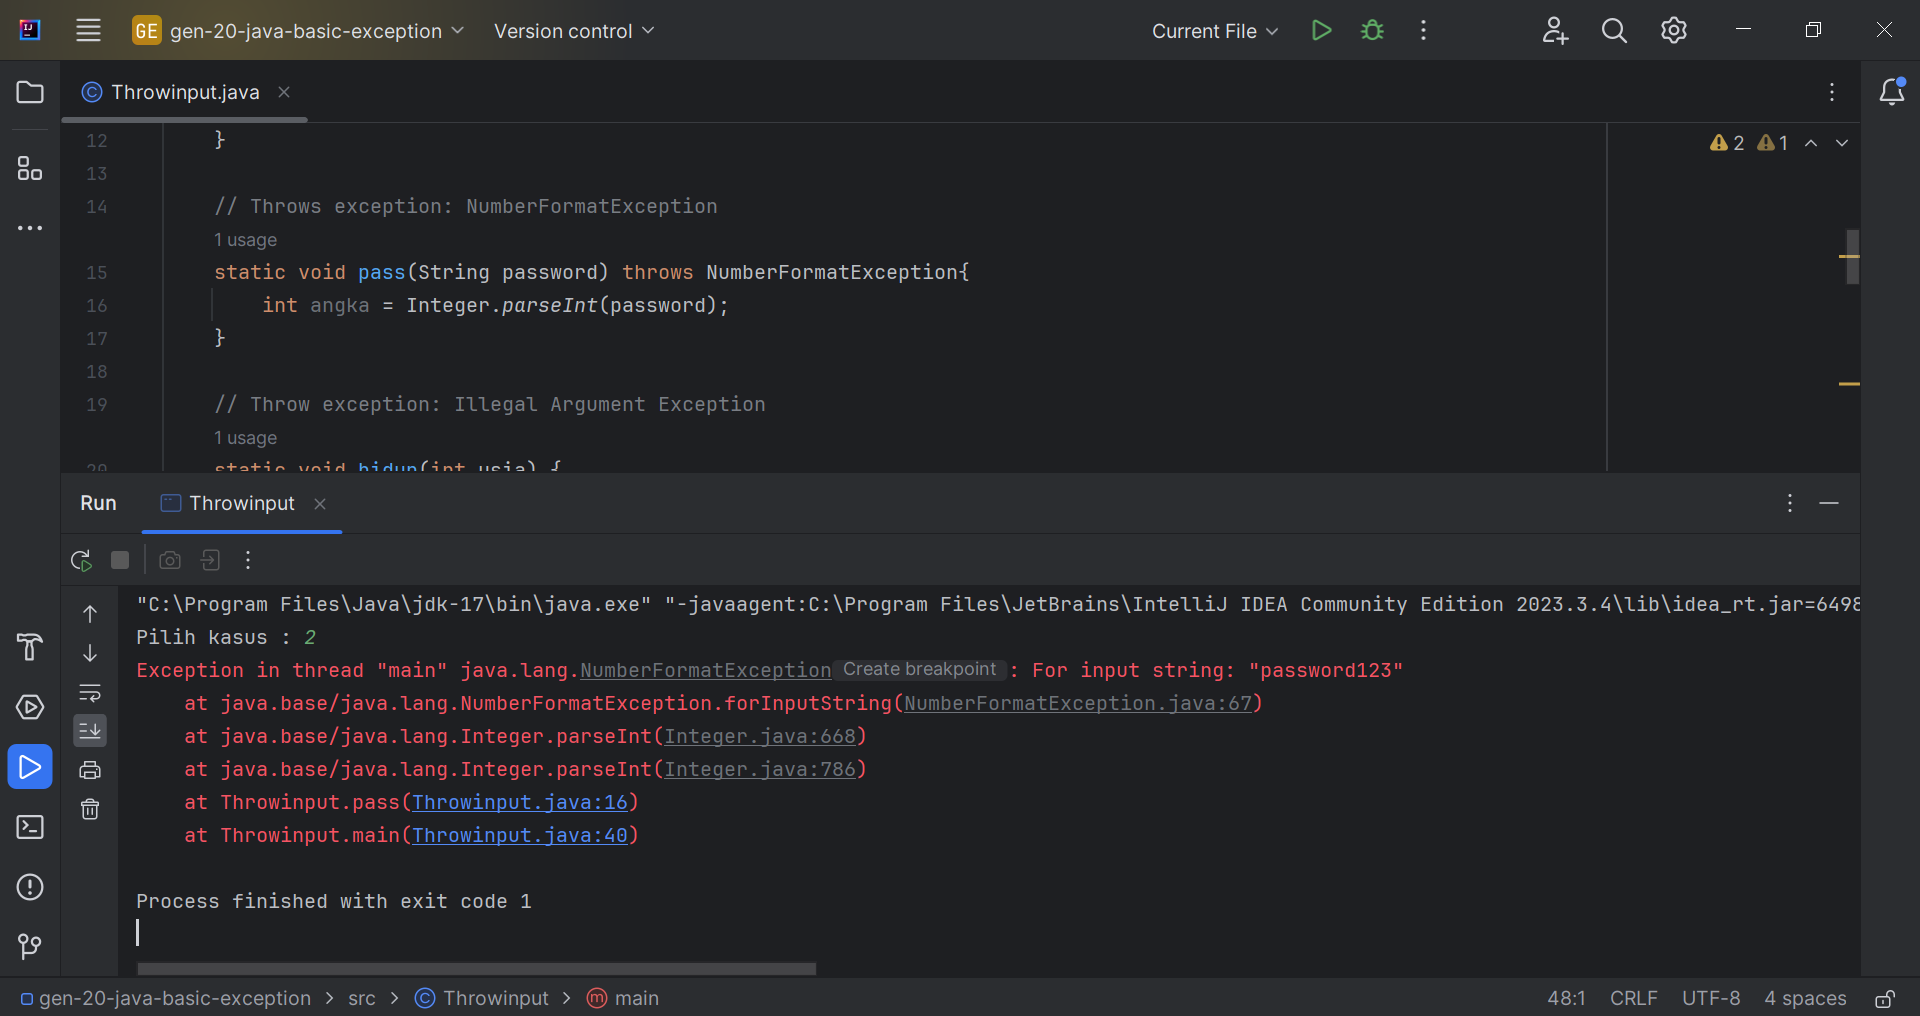 GE gen-20-java-basic-exception Version control Current File
Throwinput.java
12 }
13
14 // Throws exception: NumberFormatException
1 usage
15 static void pass(String password) throws NumberFormatException{
16 int angka = Integer.parseInt(password);
17 }
18
19 // Throw exception: Illegal Argument Exception
1 usage
20 static void hidup(int usia) {
2 1
Run Throwinput
"C:\Program Files\Java\jdk-17\bin\java.exe" "-javaagent:C:\Program Files\JetBrains\IntelliJ IDEA Community Edition 2023.3.4\lib\idea_rt.jar=6498
Pilih kasus : 2
Exception in thread "main" java.lang.NumberFormatException Create breakpoint : For input string: "password123"
at java.base/java.lang.NumberFormatException.forInputString(NumberFormatException.java:67)
at java.base/java.lang.Integer.parseInt(Integer.java:668)
at java.base/java.lang.Integer.parseInt(Integer.java:786)
at Throwinput.pass(Throwinput.java:16)
at Throwinput.main(Throwinput.java:40)
Process finished with exit code 1
gen-20-java-basic-exception > src > Throwinput > main 48:1 CRLF UTF-8 4 spaces